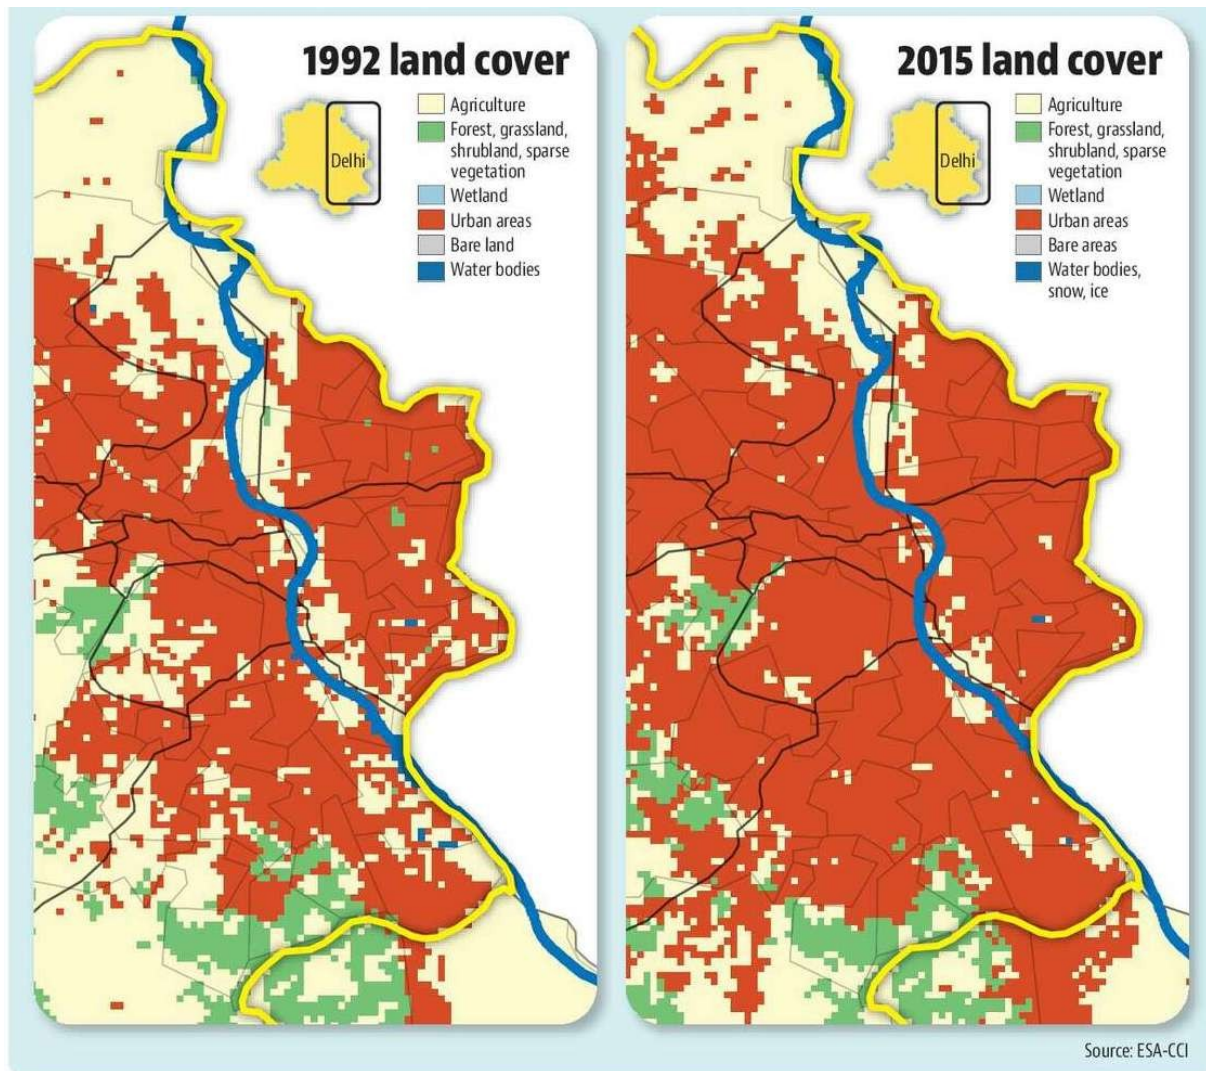 1992 land cover
Delhi
Agriculture
Forest, grassland,
shrubland, sparse
vegetation
Wetland
Urban areas
Bare land
Water bodies
2015 land cover
Delhi
Agriculture
Forest, grassland,
shrubland, sparse
vegetation
Wetland
Urban areas
Bare areas
Water bodies,
snow, ice
Source: ESA-CCI